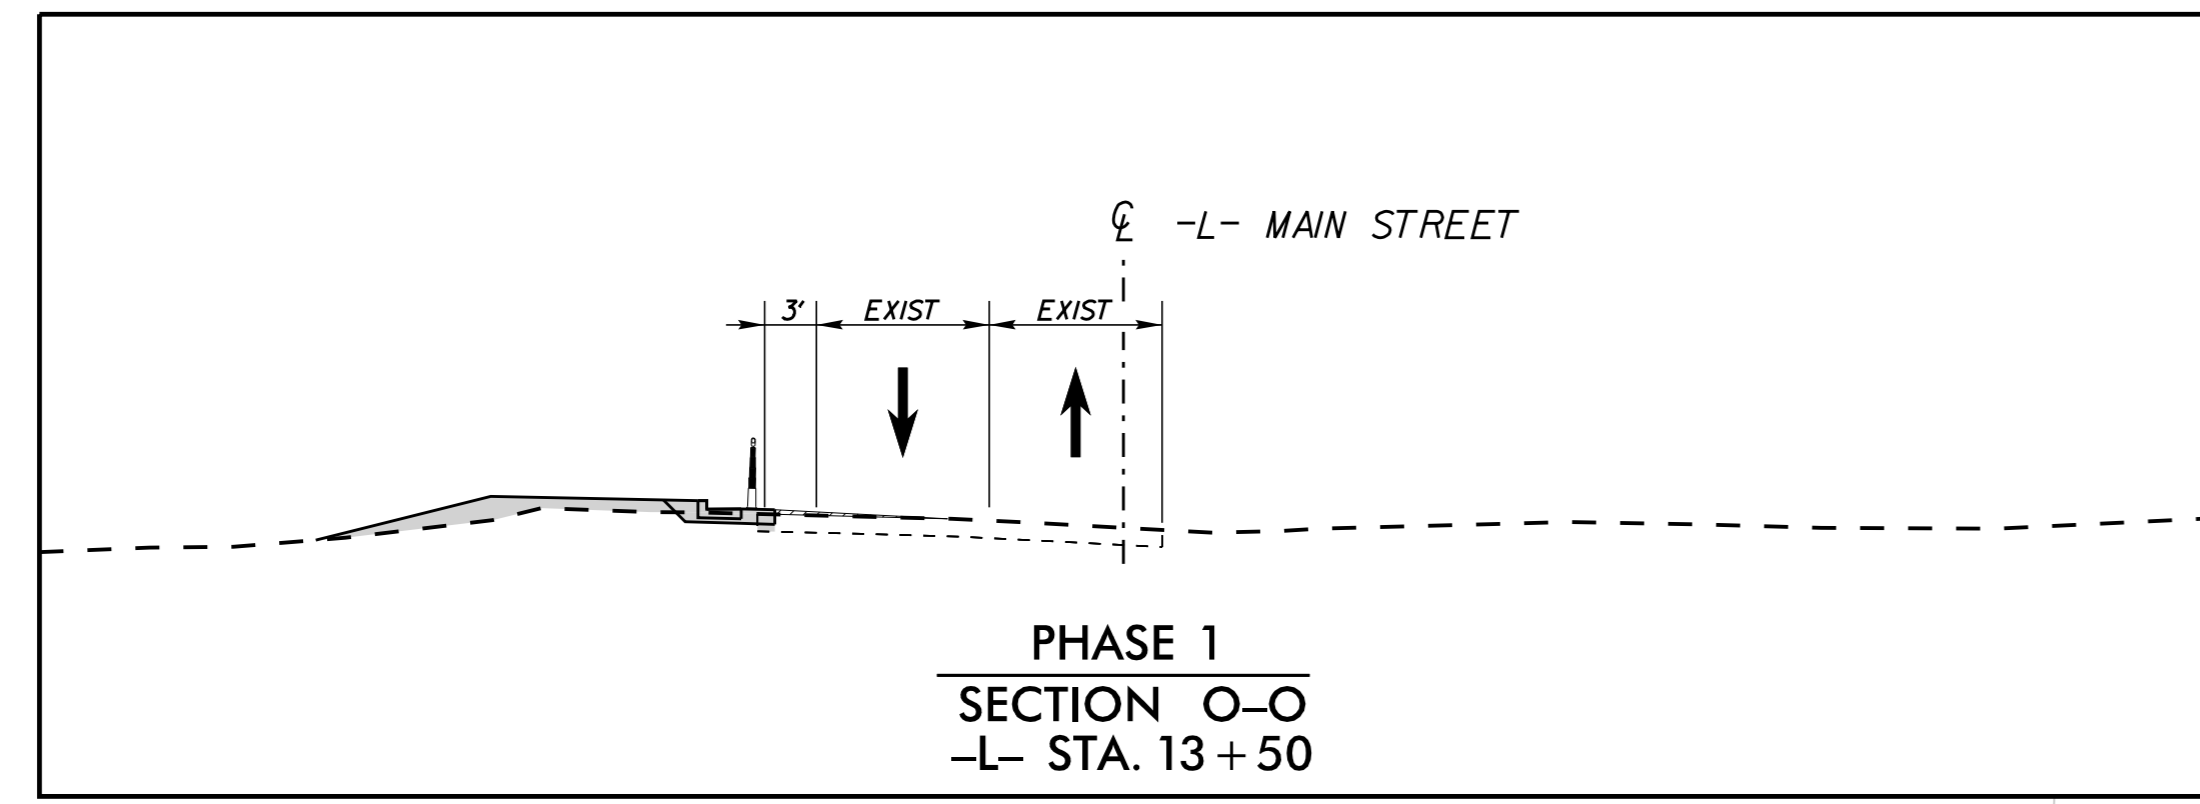 ℄ -L- MAIN STREET
3' EXIST EXIST
PHASE 1
SECTION O–O
–L– STA. 13+50